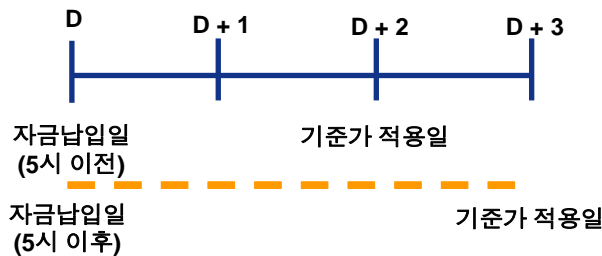 D D + 1 D + 2 D + 3
자금납입일 기준가 적용일
(5시 이전)
자금납입일 기준가 적용일
(5시 이후)